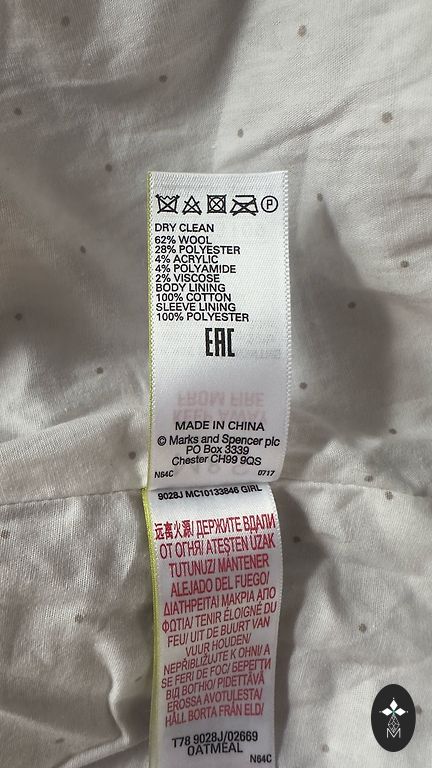 P
DRY CLEAN
62% WOOL
28% POLYESTER
4% ACRYLIC
4% POLYAMIDE
2% VISCOSE
BODY LINING
100% COTTON
SLEEVE LINING
100% POLYESTER
EAC
KEEP AWAY
FROM FIRE
MADE IN CHINA
© Marks and Spencer plc
PO Box 3339
Chester CH99 9QS
N64C 0717
9028J MC10133846 GIRL
远离火源/ ДЕРЖИТЕ ВДАЛИ
ОТ ОГНЯ/ ATEŞTEN UZAK
TUTUNUZ/ MANTENER
ALEJADO DEL FUEGO/
ΔΙΑΤΗΡΕΙΤΑΙ ΜΑΚΡΙΑ ΑΠΟ
ΦΩΤΙΑ/ TENIR ÉLOIGNÉ DU
FEU/ UIT DE BUURT VAN
VUUR HOUDEN/
NEPŘIBLIŽUJTE K OHNI/ A
SE FERI DE FOC/ БЕРЕГТИ
ВІД ВОГНЮ/ PIDETTÄVÄ
EROSSA AVOTULESTA/
HÅLL BORTA FRÅN ELD/
T78 9028J/02669
OATMEAL
N64C
M